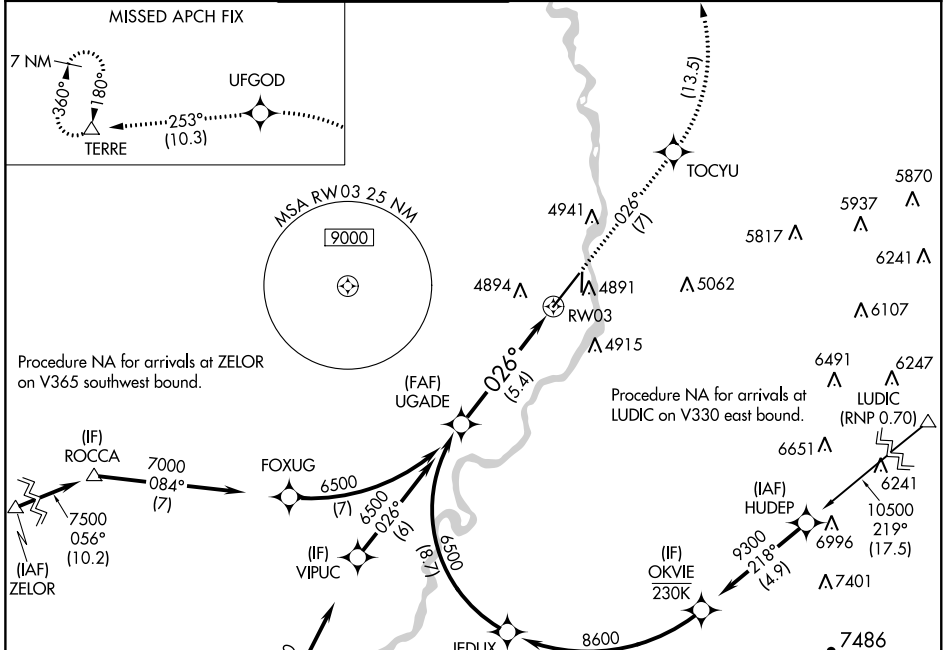 MISSED APCH FIX
7 NM
360°
180°
TERRE
253°
(10.3)
UFGOD
(13.5)
TOCYU
026°
(7)
5870
5937
5817
6241
4941
MSA RW03 25 NM
9000
4894
4891
5062
RW03
6107
4915
Procedure NA for arrivals at ZELOR
on V365 southwest bound.
026°
(5.4)
(FAF)
UGADE
6491
6247
Procedure NA for arrivals at
LUDIC on V330 east bound.
LUDIC
(RNP 0.70)
6651
6241
(IF)
ROCCA
7000
084°
(7)
FOXUG
6500
(7)
7500
056°
(10.2)
(IAF)
ZELOR
6500
026°
(6)
(IF)
VIPUC
6500
(8.7)
(IAF)
HUDEP
6996
10500
219°
(17.5)
9300
218°
(4.9)
(IF)
OKVIE
230K
7401
8600
7486